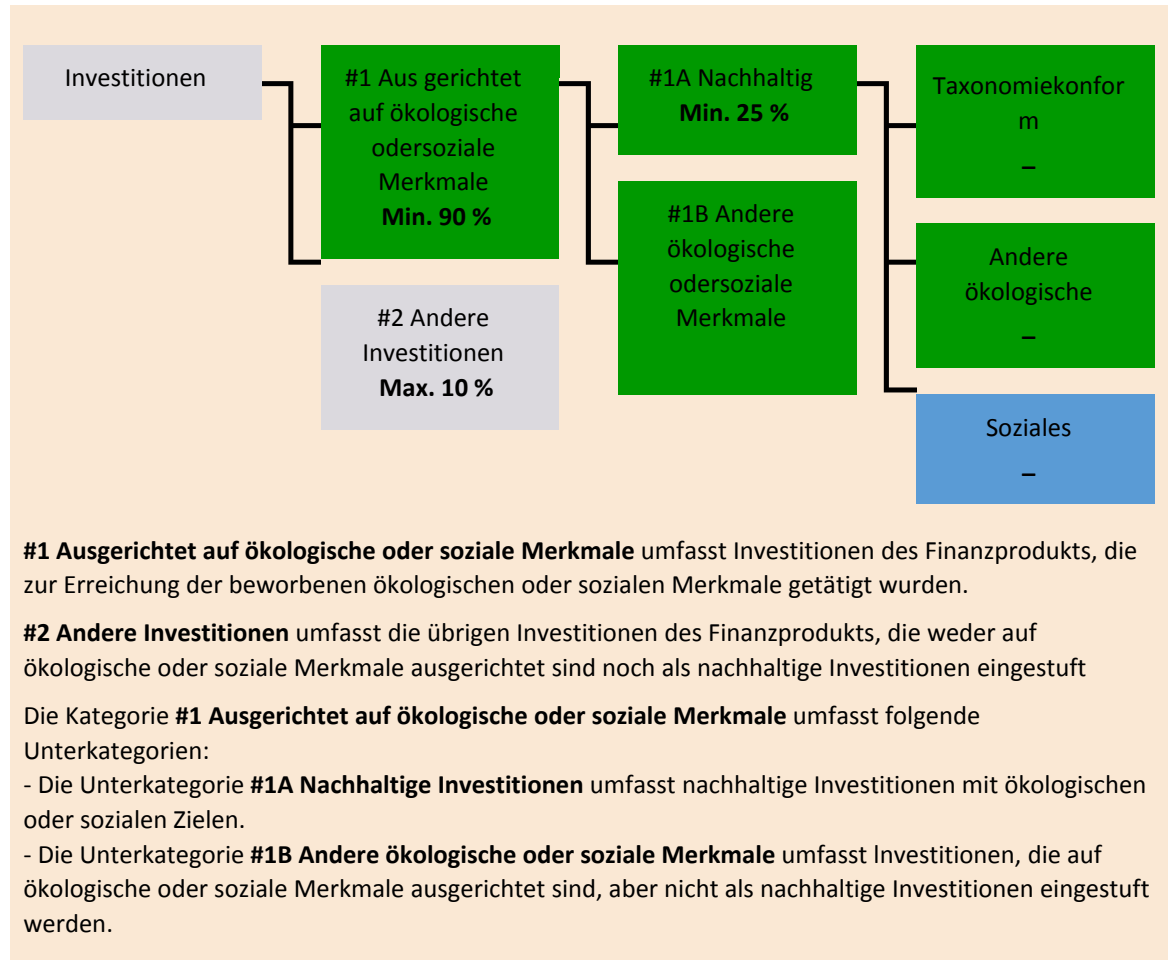 Investitionen
#1 Aus gerichtet
auf ökologische
odersoziale
Merkmale
Min. 90 %
#2 Andere
Investitionen
Max. 10 %
#1A Nachhaltig
Min. 25 %
#1B Andere
ökologische
odersoziale
Merkmale
Taxonomiekonfor
m
–
Andere
ökologische
–
Soziales
–
#1 Ausgerichtet auf ökologische oder soziale Merkmale umfasst Investitionen des Finanzprodukts, die
zur Erreichung der beworbenen ökologischen oder sozialen Merkmale getätigt wurden.
#2 Andere Investitionen umfasst die übrigen Investitionen des Finanzprodukts, die weder auf
ökologische oder soziale Merkmale ausgerichtet sind noch als nachhaltige Investitionen eingestuft
Die Kategorie #1 Ausgerichtet auf ökologische oder soziale Merkmale umfasst folgende
Unterkategorien:
- Die Unterkategorie #1A Nachhaltige Investitionen umfasst nachhaltige Investitionen mit ökologischen
oder sozialen Zielen.
- Die Unterkategorie #1B Andere ökologische oder soziale Merkmale umfasst lnvestitionen, die auf
ökologische oder soziale Merkmale ausgerichtet sind, aber nicht als nachhaltige Investitionen eingestuft
werden.